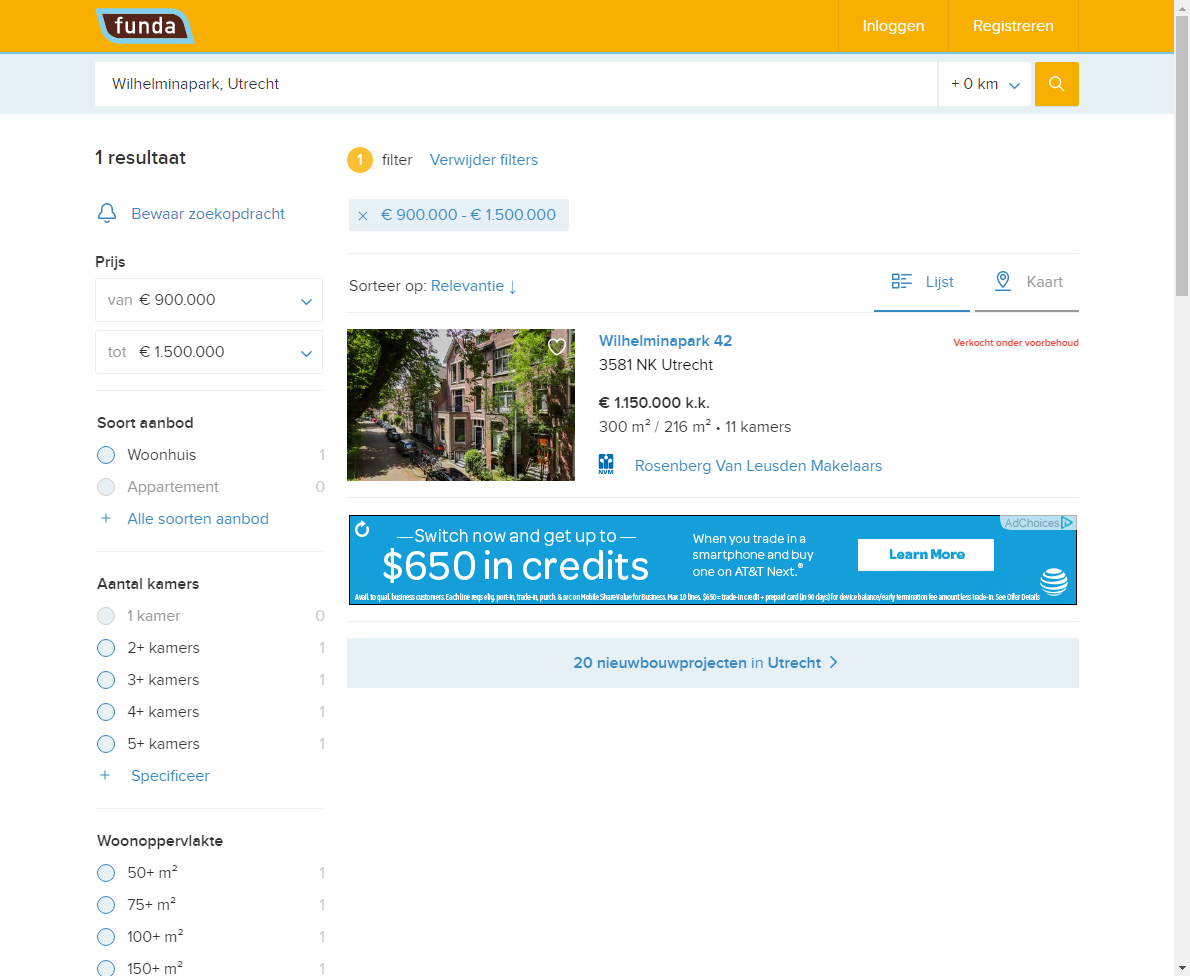 funda
Inloggen
Registreren
Wilhelminapark, Utrecht
+ 0 km
1 resultaat
Bewaar zoekopdracht
Prijs
van € 900.000
tot € 1.500.000
Soort aanbod
Woonhuis 1
Appartement 0
+ Alle soorten aanbod
Aantal kamers
1 kamer 0
2+ kamers 1
3+ kamers 1
4+ kamers 1
5+ kamers 1
+ Specificeer
Woonoppervlakte
50+ m² 1
75+ m² 1
100+ m² 1
150+ m² 1
1 filter Verwijder filters
× € 900.000 - € 1.500.000
Sorteer op: Relevantie ↓
Lijst
Kaart
Wilhelminapark 42
Verkocht onder voorbehoud
3581 NK Utrecht
€ 1.150.000 k.k.
300 m² / 216 m² • 11 kamers
NVM
Rosenberg Van Leusden Makelaars
AdChoices
—Switch now and get up to—
$650 in credits
When you trade in a
smartphone and buy
one on AT&T Next.®
Learn More
Avail. to qual. business customers. Each line reqs elig. port-in, trade-in, purch. & svc on Mobile Share Value for Business. Max 10 lines. $650 = trade-in credit + prepaid card (in 90 days) for device balance/early termination fee amount less trade-in. See Offer Details
20 nieuwbouwprojecten in Utrecht